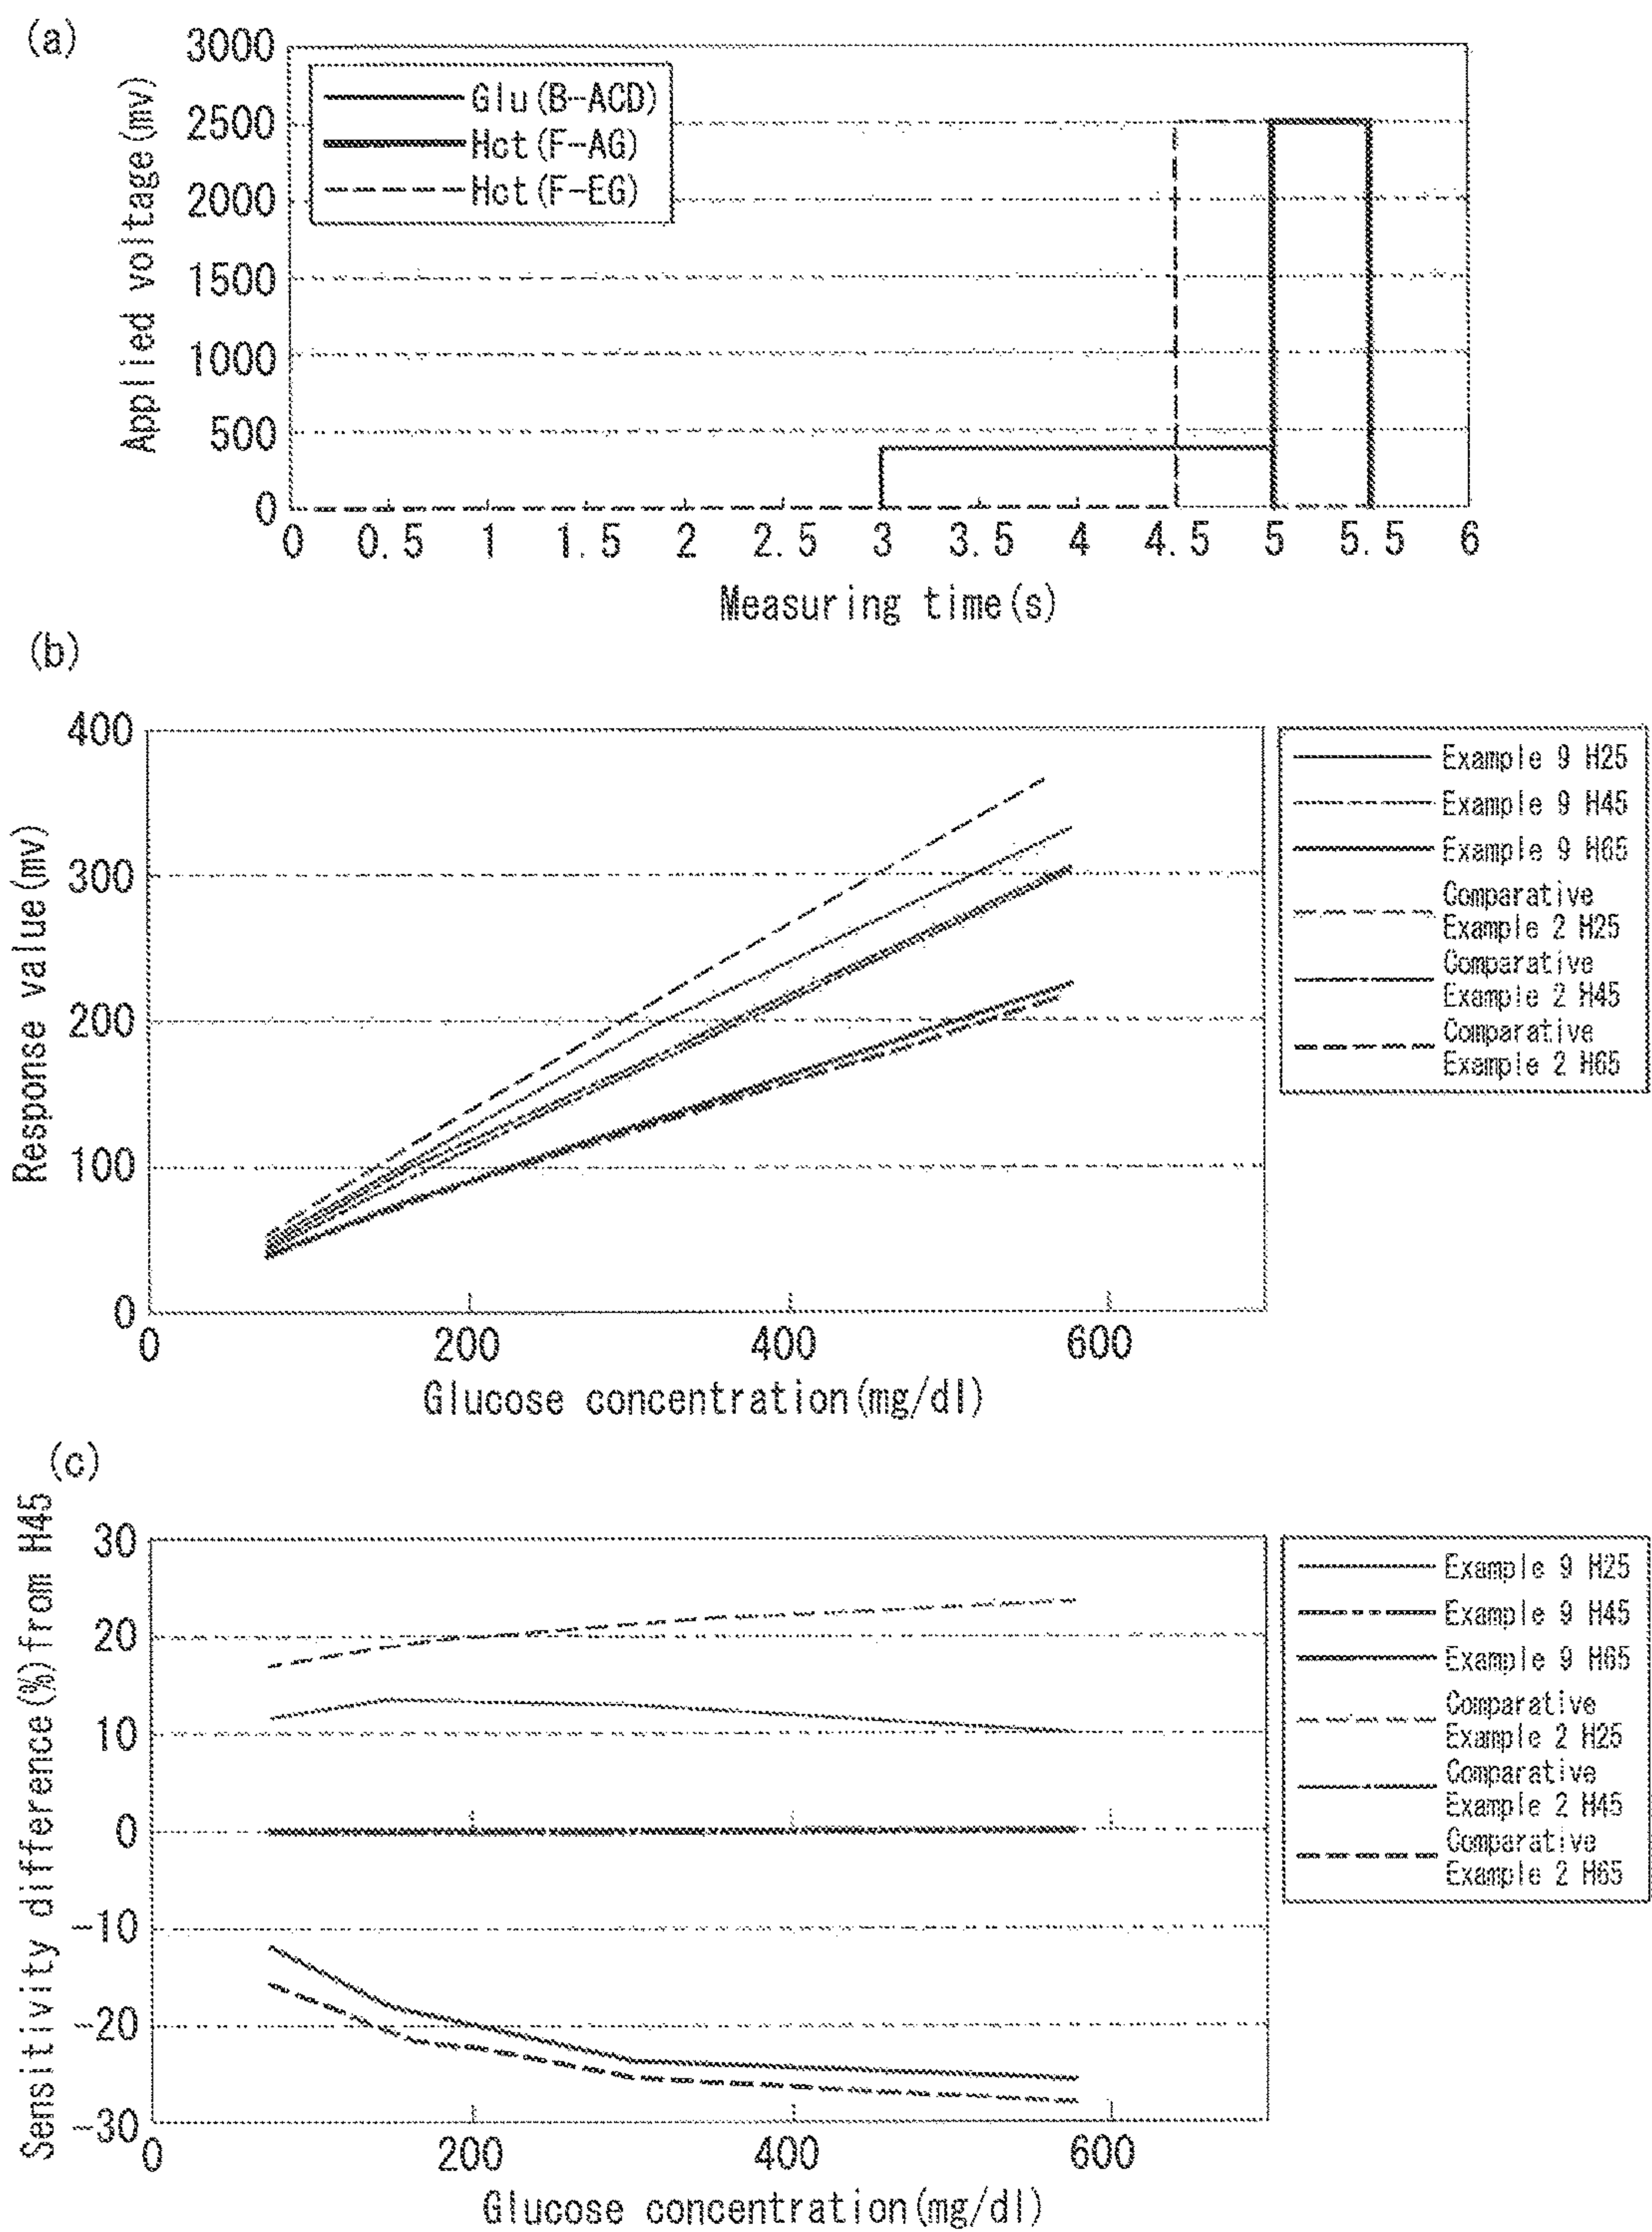 (a)
3000
2500
2000
1500
1000
500
0
Applied voltage(mv)
Glu(B-ACD)
Hct(F-AG)
Hct(F-EG)
0 0.5 1 1.5 2 2.5 3 3.5 4 4.5 5 5.5 6
Measuring time(s)
(b)
400
300
200
100
0
Response value(mv)
0 200 400 600
Glucose concentration(mg/dl)
Example 9 H25
Example 9 H45
Example 9 H65
Comparative
Example 2 H25
Comparative
Example 2 H45
Comparative
Example 2 H65
(c)
30
20
10
0
-10
-20
-30
Sensitivity difference(%)from H45
0 200 400 600
Glucose concentration(mg/dl)
Example 9 H25
Example 9 H45
Example 9 H65
Comparative
Example 2 H25
Comparative
Example 2 H45
Comparative
Example 2 H65